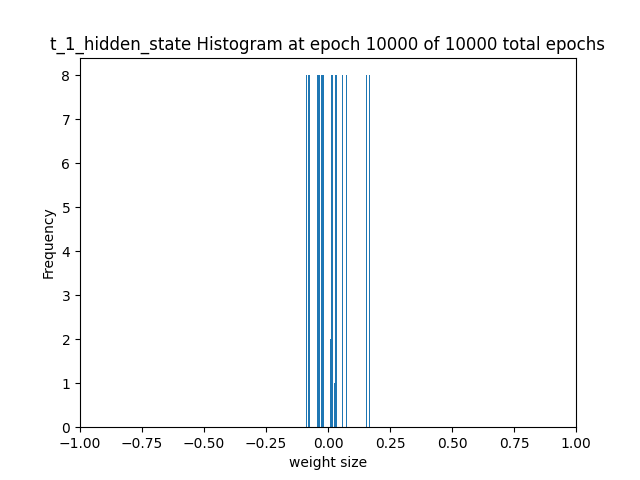 t_1_hidden_state Histogram at epoch 10000 of 10000 total epochs
8
7
6
5
4
3
2
1
0
Frequency
−1.00 −0.75 −0.50 −0.25 0.00 0.25 0.50 0.75 1.00
weight size